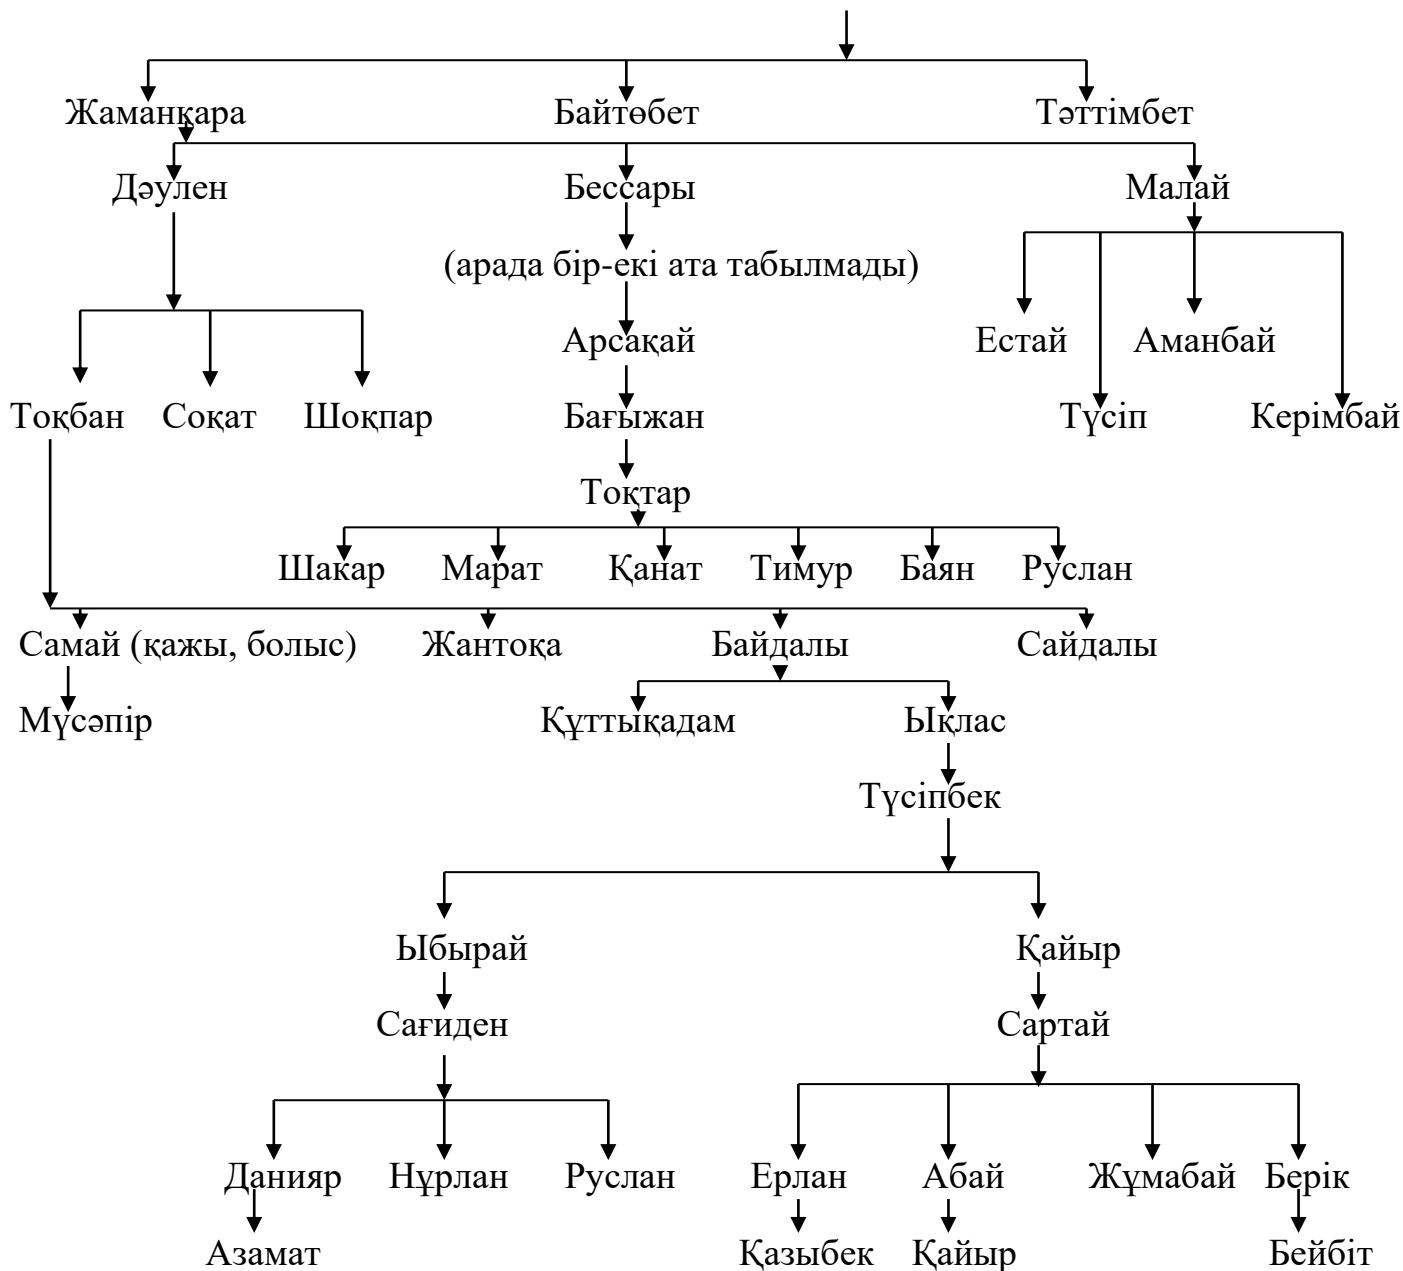 Жаманқара Байтөбет Тәттімбет
Дәулен Бессары Малай
(арада бір-екі ата табылмады)
Арсақай Естай Аманбай
Тоқбан Соқат Шоқпар Бағыжан Түсіп Керімбай
Тоқтар
Шакар Марат Қанат Тимур Баян Руслан
Самай (қажы, болыс) Жантоқа Байдалы Сайдалы
Мүсәпір Құттықадам Ықлас
Түсіпбек
Ыбырай Қайыр
Сағиден Сартай
Данияр Нұрлан Руслан Ерлан Абай Жұмабай Берік
Азамат Қазыбек Қайыр Бейбіт